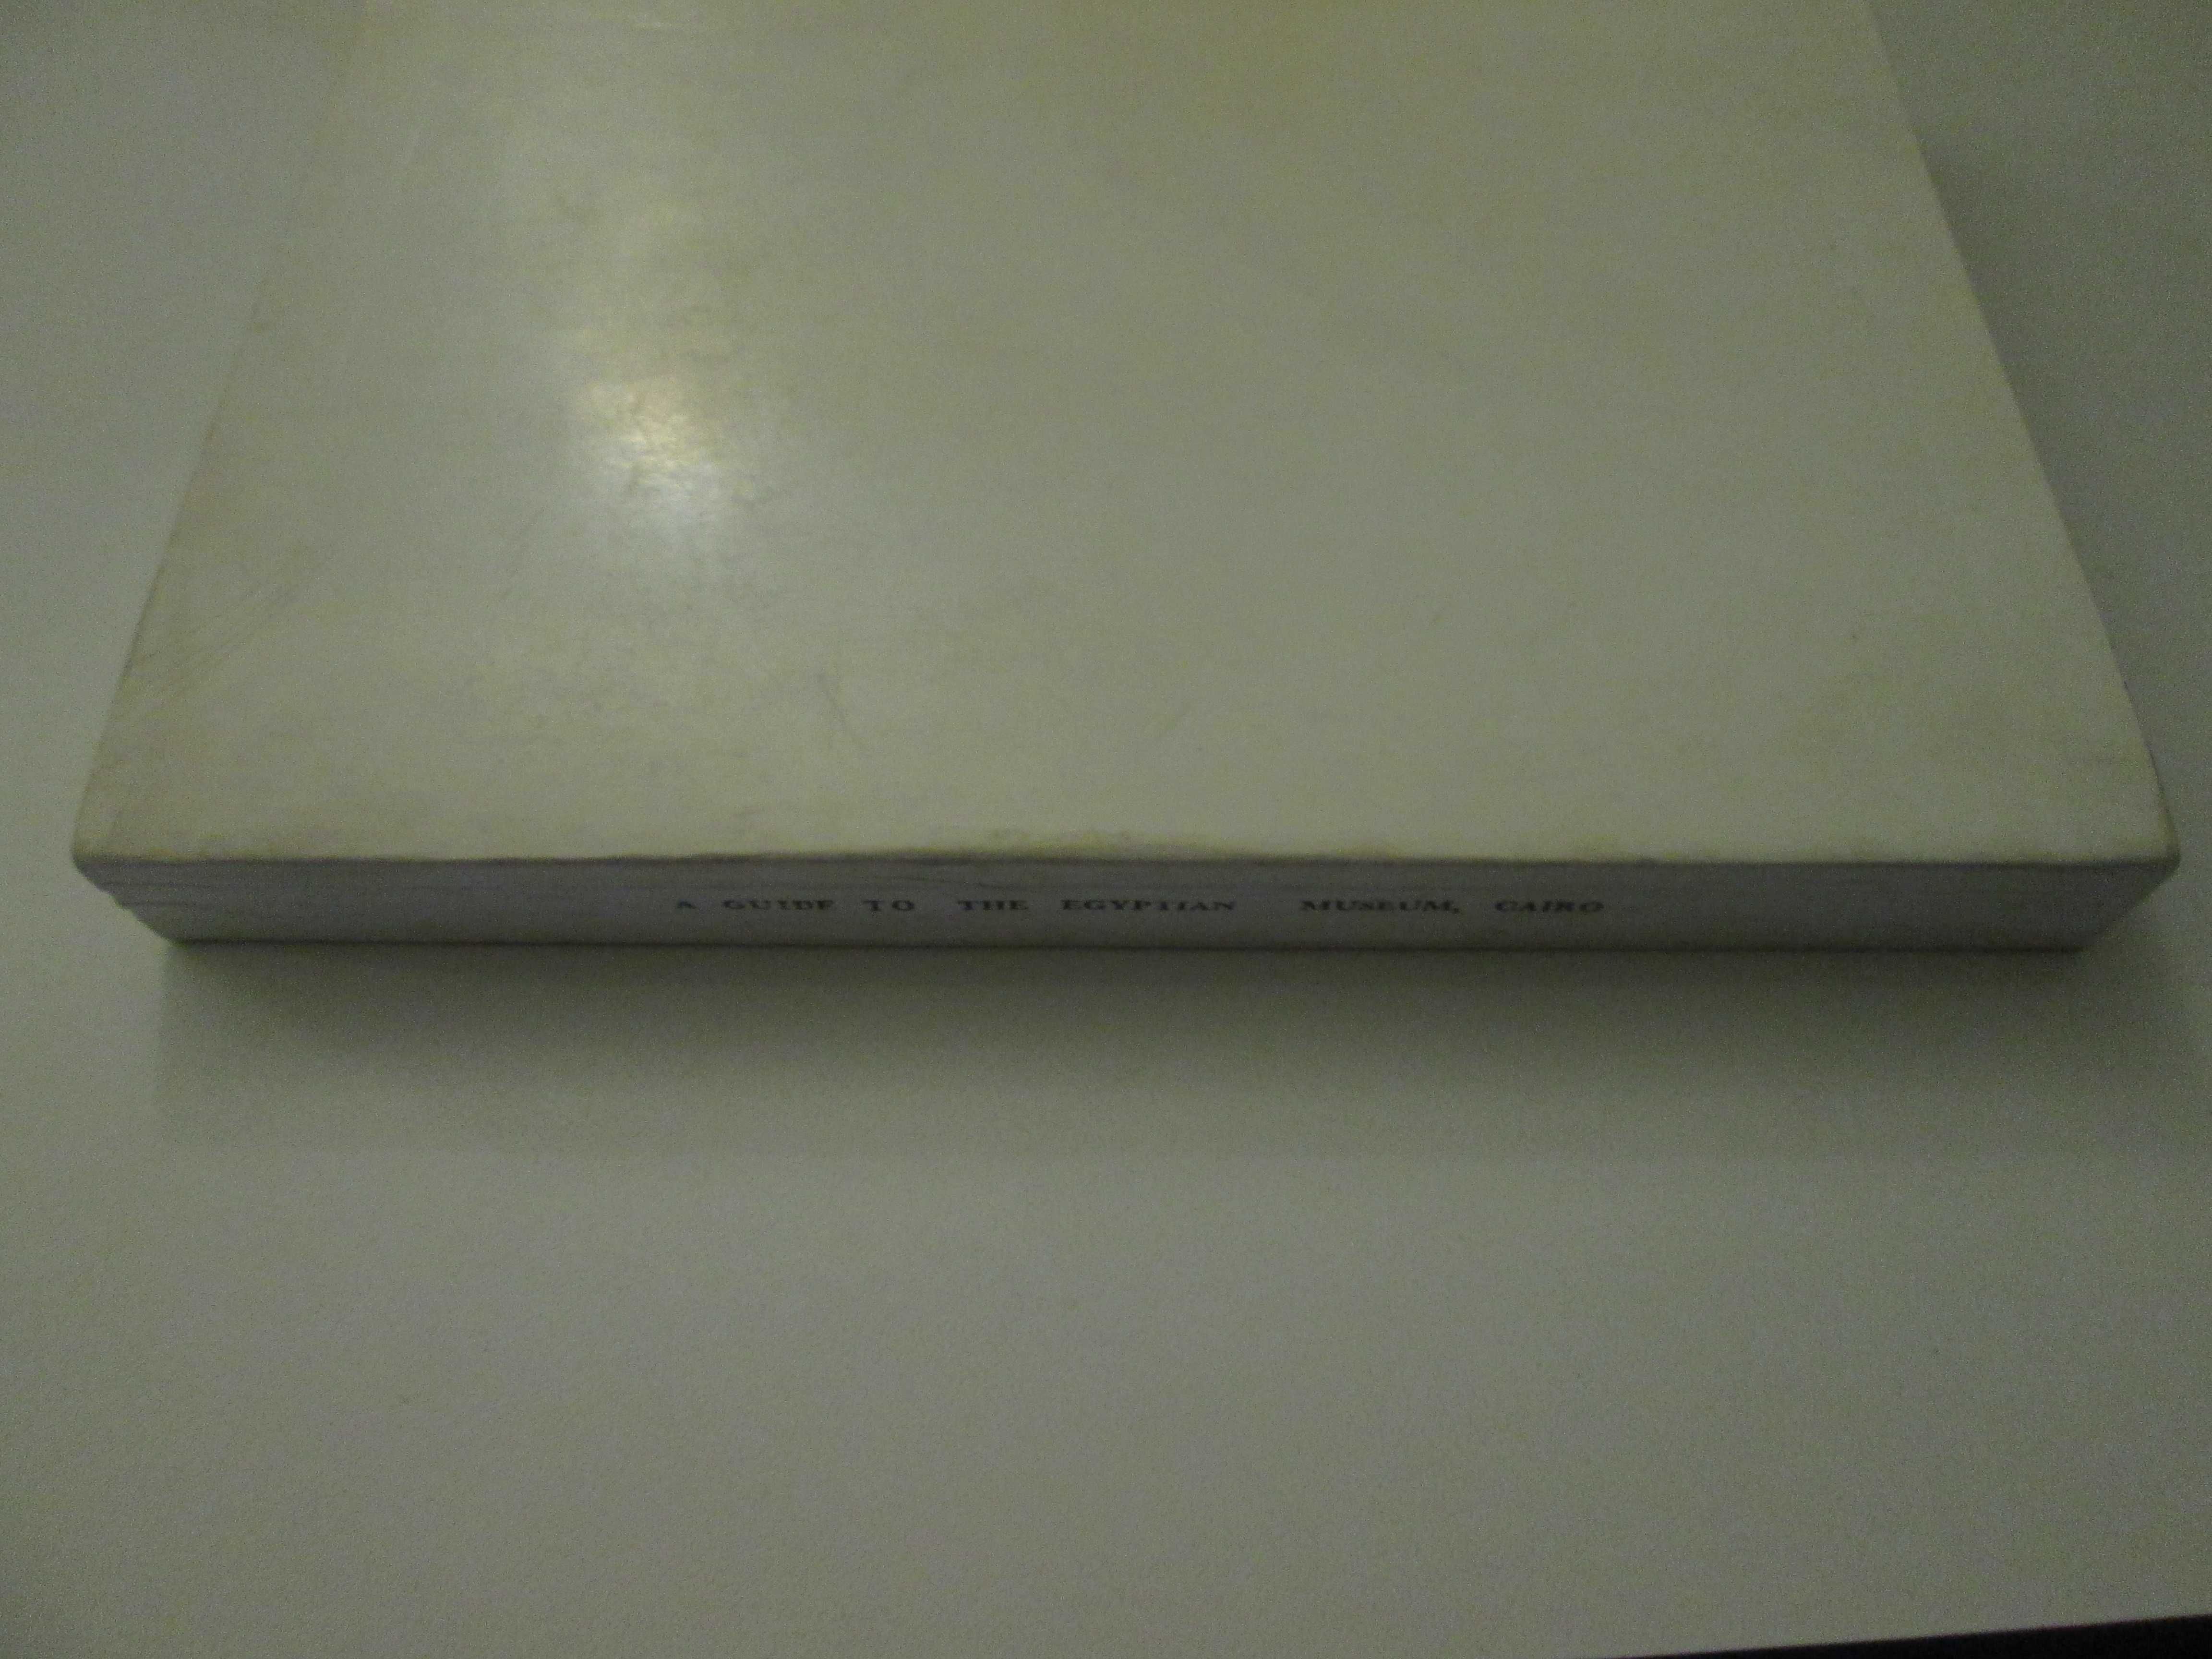 A GUIDE TO THE EGYPTIAN MUSEUM, CAIRO